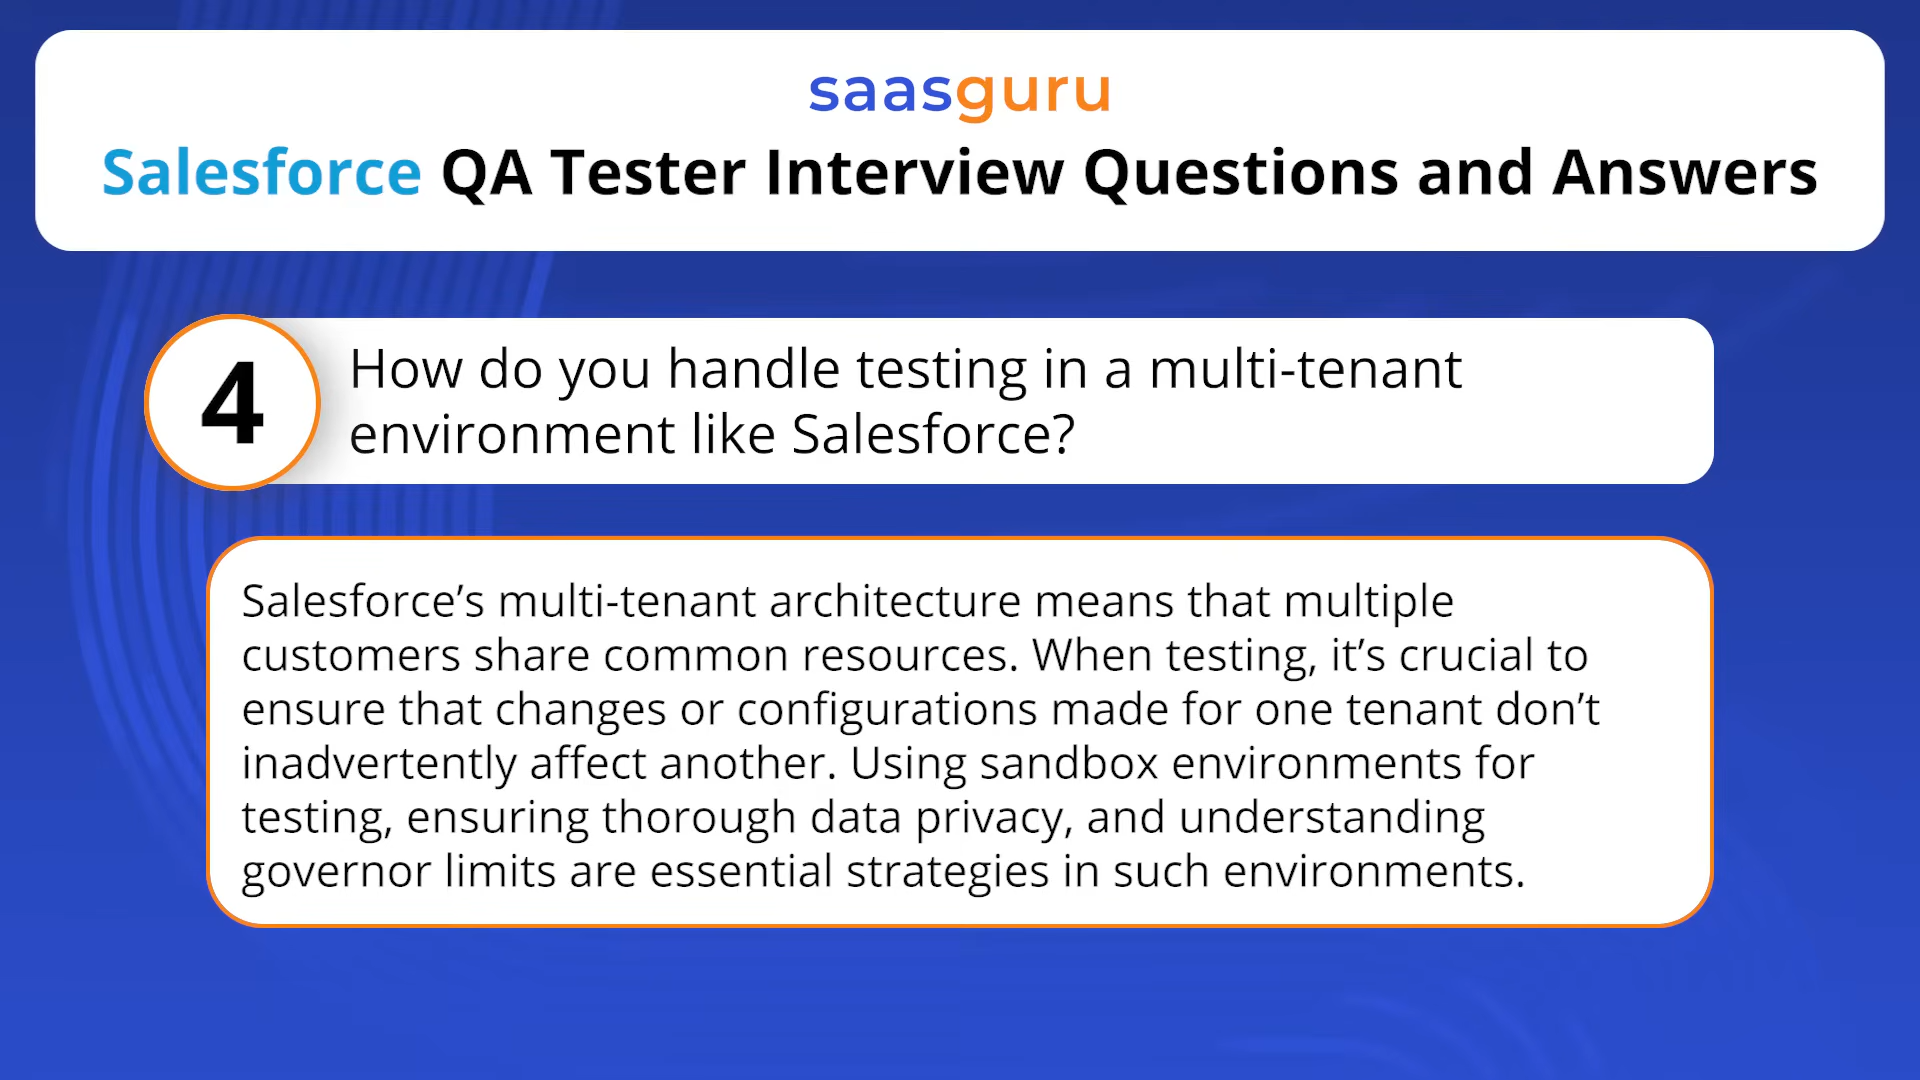 saasguru
Salesforce QA Tester Interview Questions and Answers
4
How do you handle testing in a multi-tenant
environment like Salesforce?
Salesforce’s multi-tenant architecture means that multiple
customers share common resources. When testing, it’s crucial to
ensure that changes or configurations made for one tenant don’t
inadvertently affect another. Using sandbox environments for
testing, ensuring thorough data privacy, and understanding
governor limits are essential strategies in such environments.